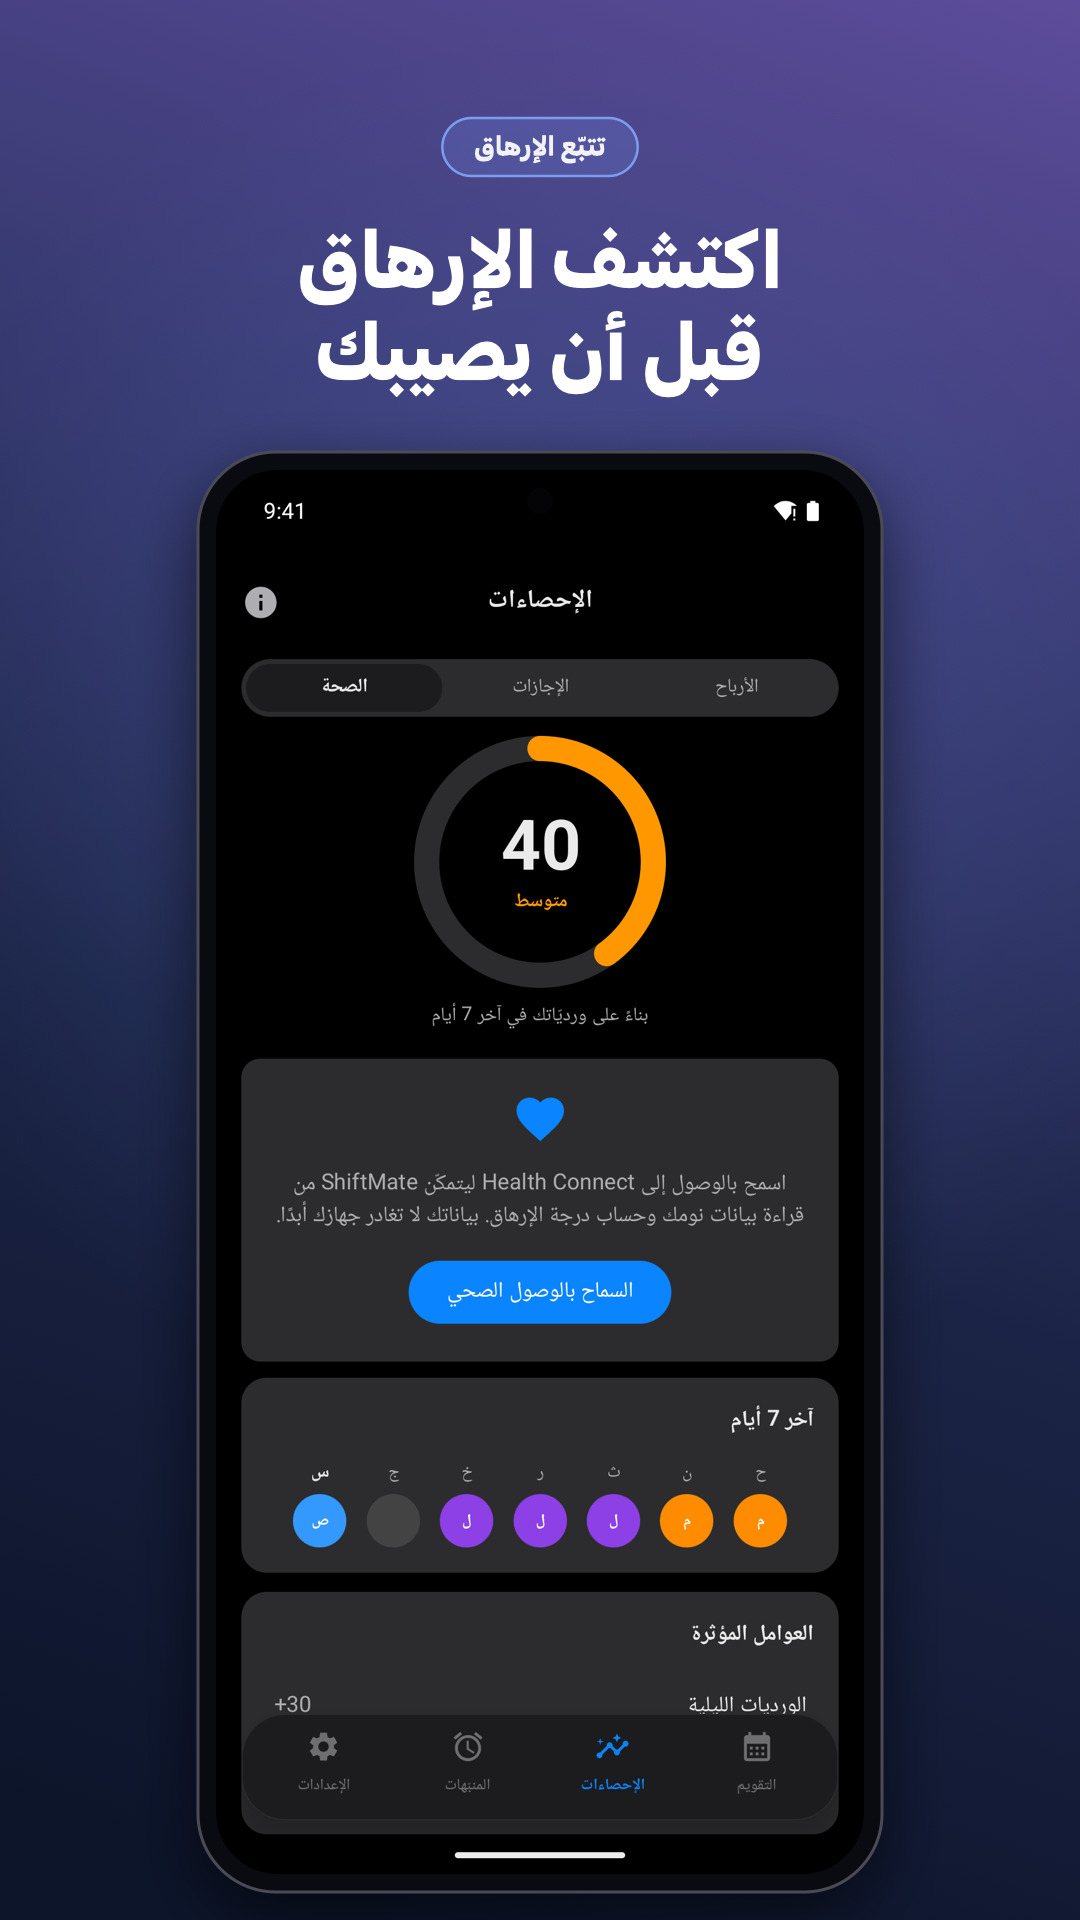 تتبّع الإرهاق
اكتشف الإرهاق
قبل أن يصيبك
9:41
الإحصاءات
الأرباح
الإجازات
الصحة
40
متوسط
بناءً على ورديّاتك في آخر 7 أيام
اسمح بالوصول إلى Health Connect ليتمكّن ShiftMate من
قراءة بيانات نومك وحساب درجة الإرهاق. بياناتك لا تغادر جهازك أبدًا.
السماح بالوصول الصحي
آخر 7 أيام
ح ن ث ر خ ج س
م م ل ل ل ص
العوامل المؤثرة
الورديات الليلية +30
التقويم
الإحصاءات
المنبّهات
الإعدادات